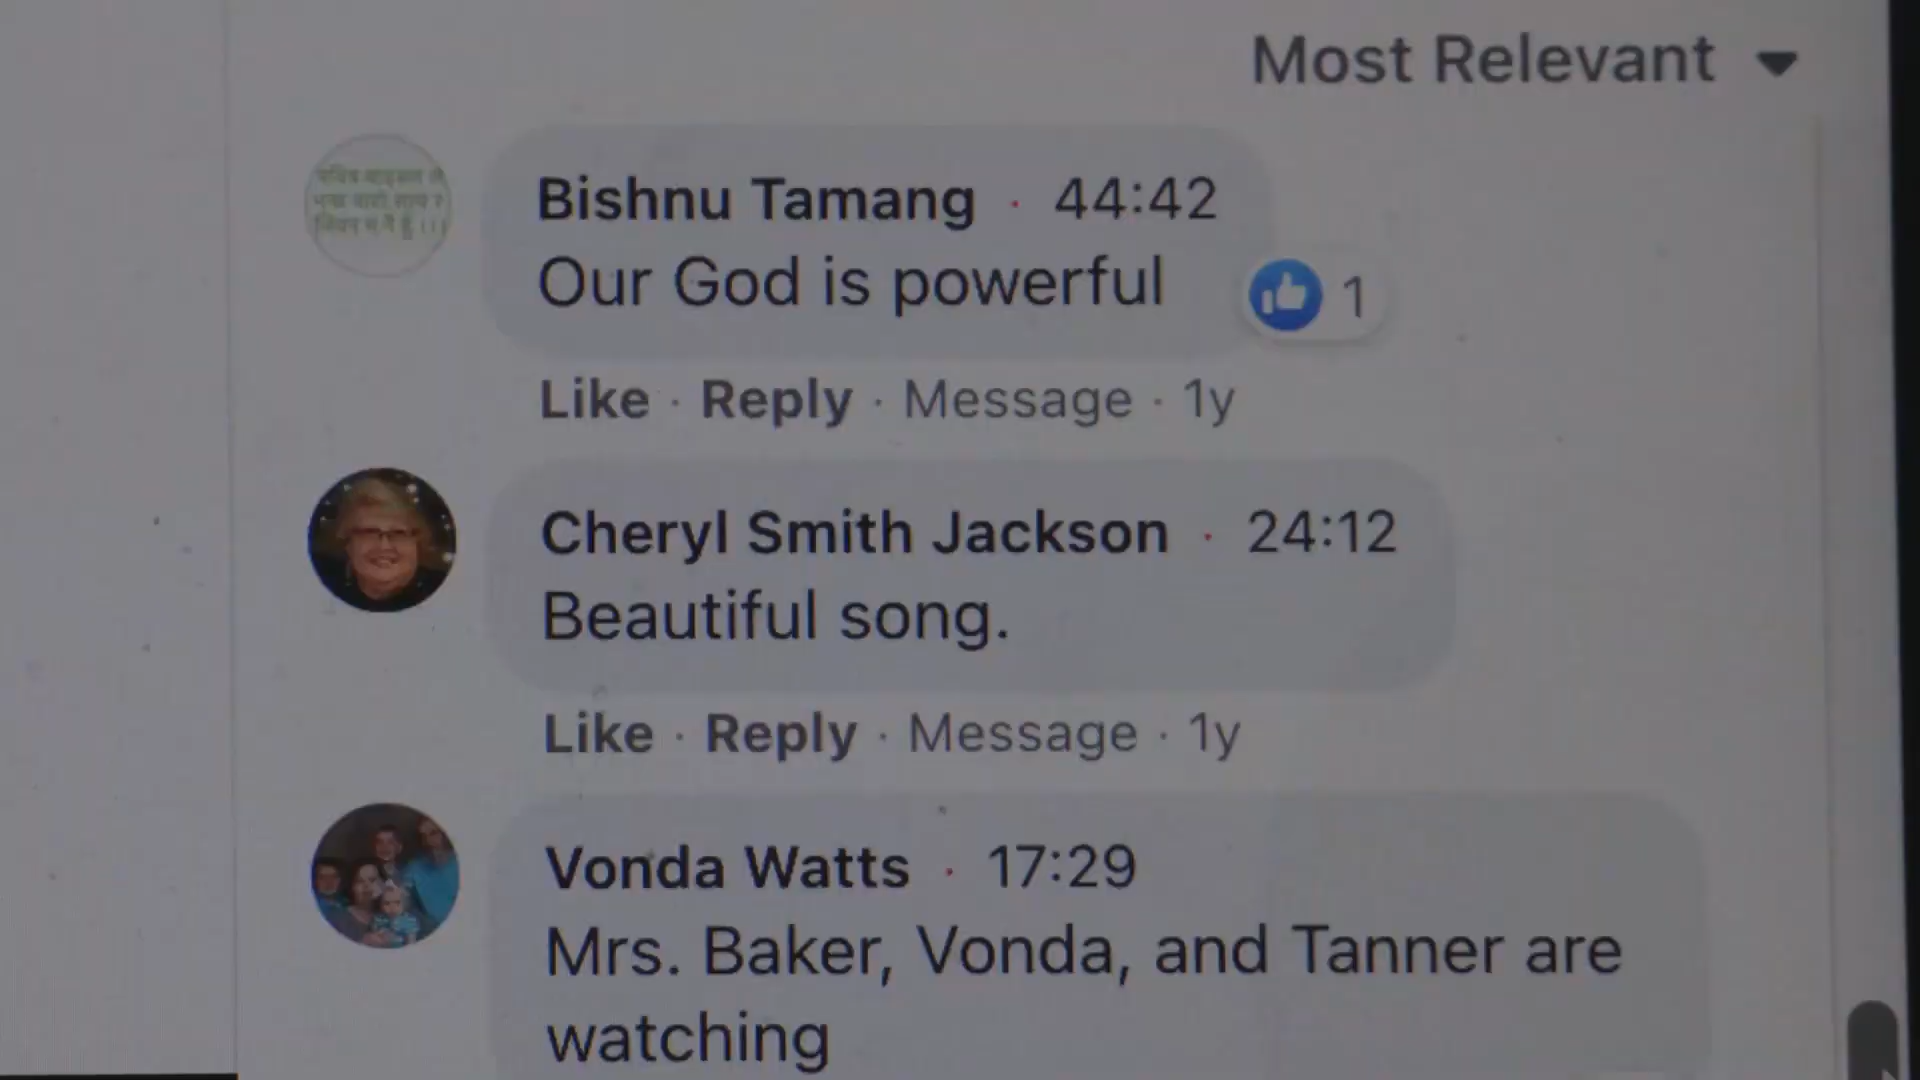 Most Relevant
Bishnu Tamang · 44:42
Our God is powerful
1
Like · Reply · Message · 1y
Cheryl Smith Jackson · 24:12
Beautiful song.
Like · Reply · Message · 1y
Vonda Watts · 17:29
Mrs. Baker, Vonda, and Tanner are
watching